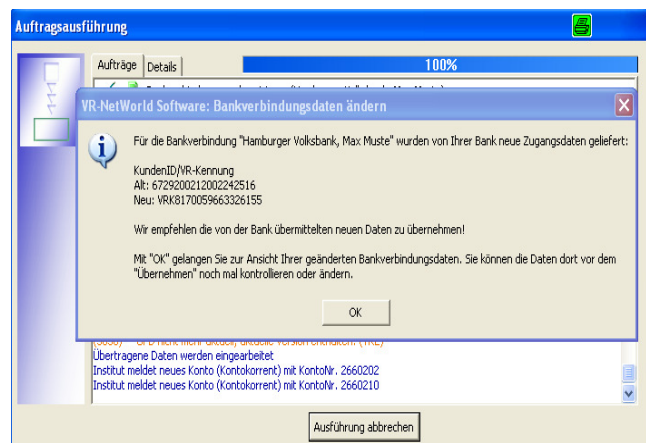 Auftragsausführung
Aufträge Details 100%
VR-NetWorld Software: Bankverbindungsdaten ändern
Für die Bankverbindung "Hamburger Volksbank, Max Muste" wurden von Ihrer Bank neue Zugangsdaten geliefert:
KundenID/VR-Kennung
Alt: 6729200212002242516
Neu: VRK8170059663326155
Wir empfehlen die von der Bank übermittelten neuen Daten zu übernehmen!
Mit "OK" gelangen Sie zur Ansicht Ihrer geänderten Bankverbindungsdaten. Sie können die Daten dort vor dem
"Übernehmen" noch mal kontrollieren oder ändern.
OK
Übertragene Daten werden eingearbeitet
Institut meldet neues Konto (Kontokorrent) mit KontoNr. 2660202
Institut meldet neues Konto (Kontokorrent) mit KontoNr. 2660210
Ausführung abbrechen